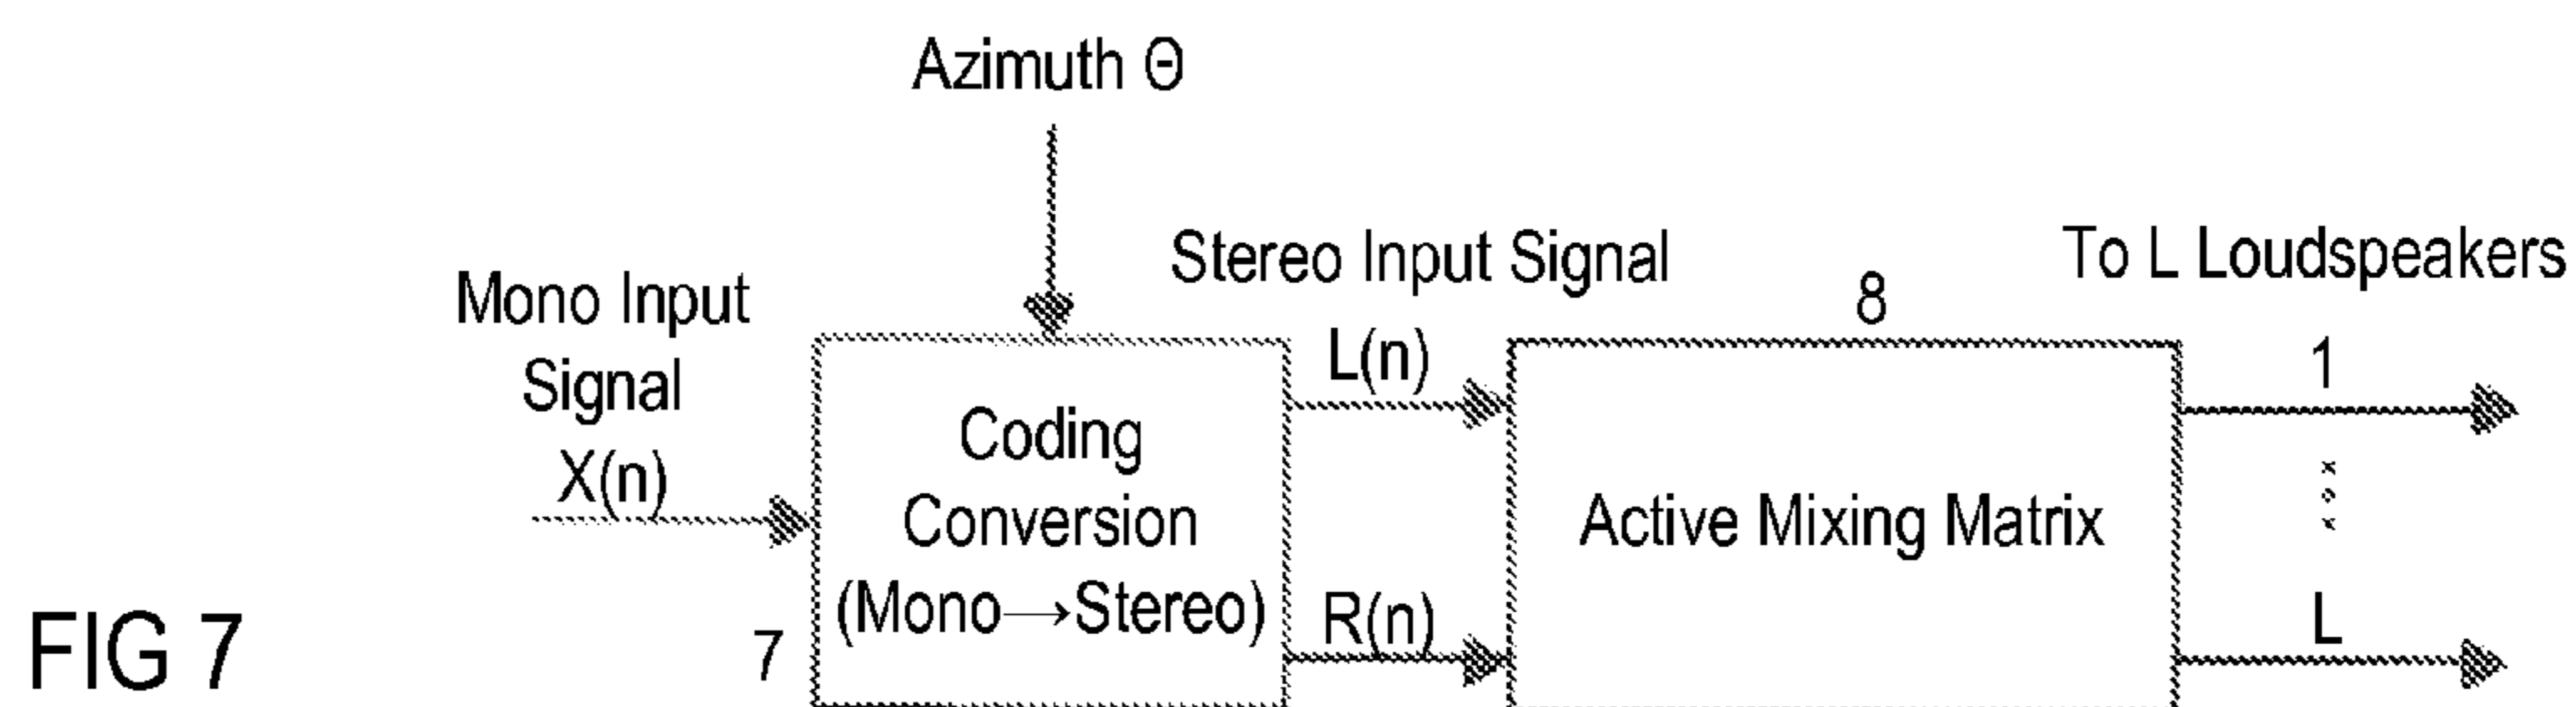 Azimuth Θ
Stereo Input Signal
To L Loudspeakers
Mono Input
Signal
X(n)
8
L(n)
1
Coding
Conversion
(Mono→Stereo)
Active Mixing Matrix
R(n)
L
7
FIG 7